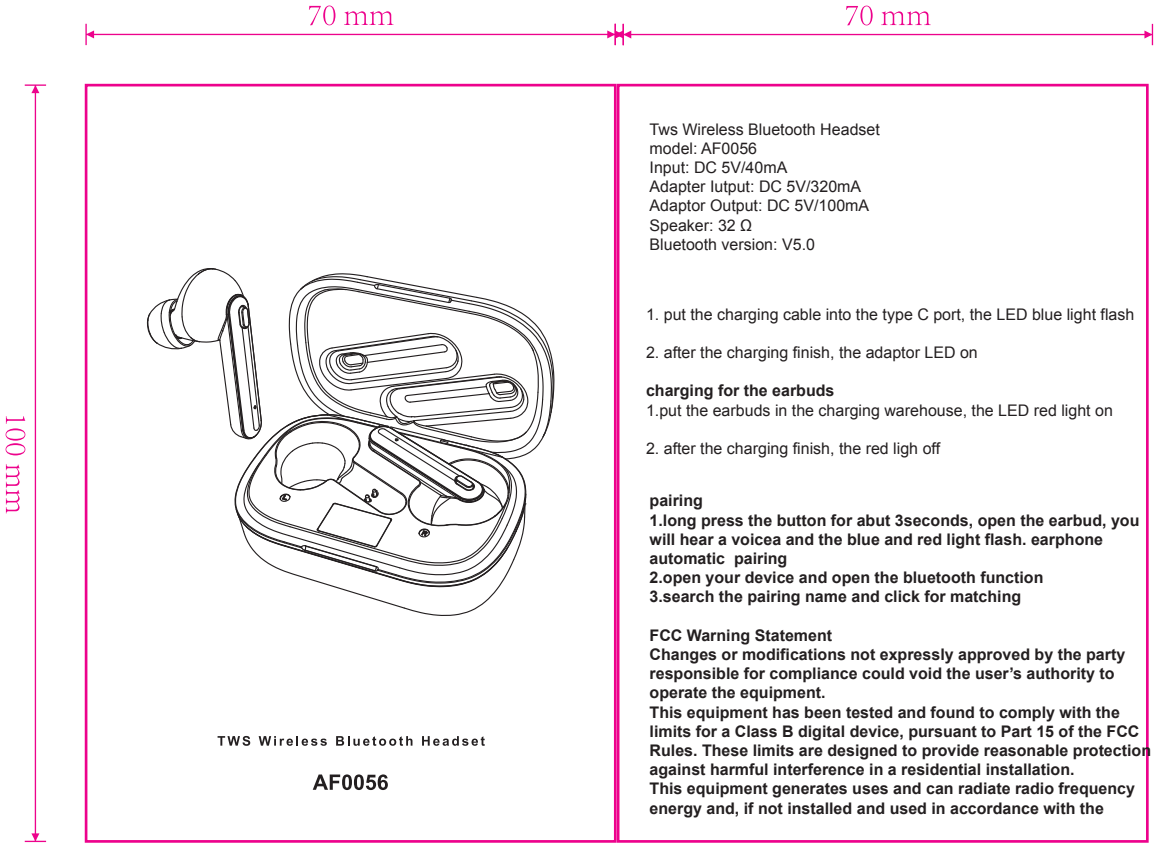 70 mm
70 mm
100 mm
TWS Wireless Bluetooth Headset
AF0056
Tws Wireless Bluetooth Headset
model: AF0056
Input: DC 5V/40mA
Adapter Iutput: DC 5V/320mA
Adaptor Output: DC 5V/100mA
Speaker: 32 Ω
Bluetooth version: V5.0
1. put the charging cable into the type C port, the LED blue light flash
2. after the charging finish, the adaptor LED on
charging for the earbuds
1.put the earbuds in the charging warehouse, the LED red light on
2. after the charging finish, the red ligh off
pairing
1.long press the button for abut 3seconds, open the earbud, you
will hear a voicea and the blue and red light flash. earphone
automatic  pairing
2.open your device and open the bluetooth function
3.search the pairing name and click for matching
FCC Warning Statement
Changes or modifications not expressly approved by the party
responsible for compliance could void the user’s authority to
operate the equipment.
This equipment has been tested and found to comply with the
limits for a Class B digital device, pursuant to Part 15 of the FCC
Rules. These limits are designed to provide reasonable protection
against harmful interference in a residential installation.
This equipment generates uses and can radiate radio frequency
energy and, if not installed and used in accordance with the